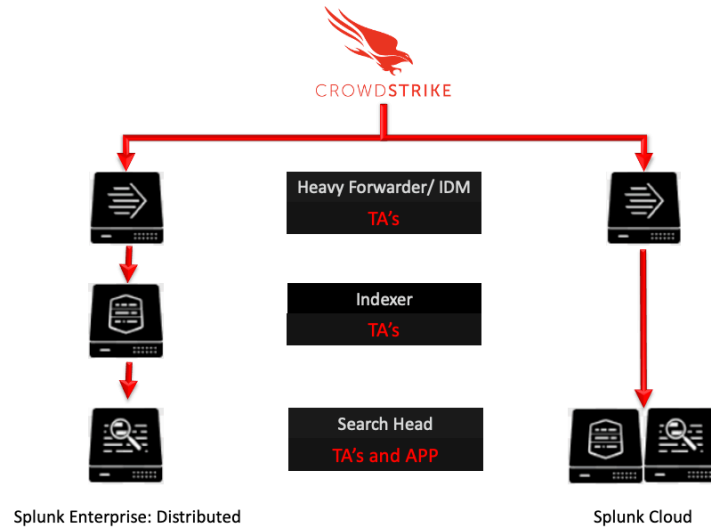 CROWDSTRIKE
Heavy Forwarder/ IDM
TA's
Indexer
TA's
Search Head
TA's and APP
Splunk Enterprise: Distributed
Splunk Cloud